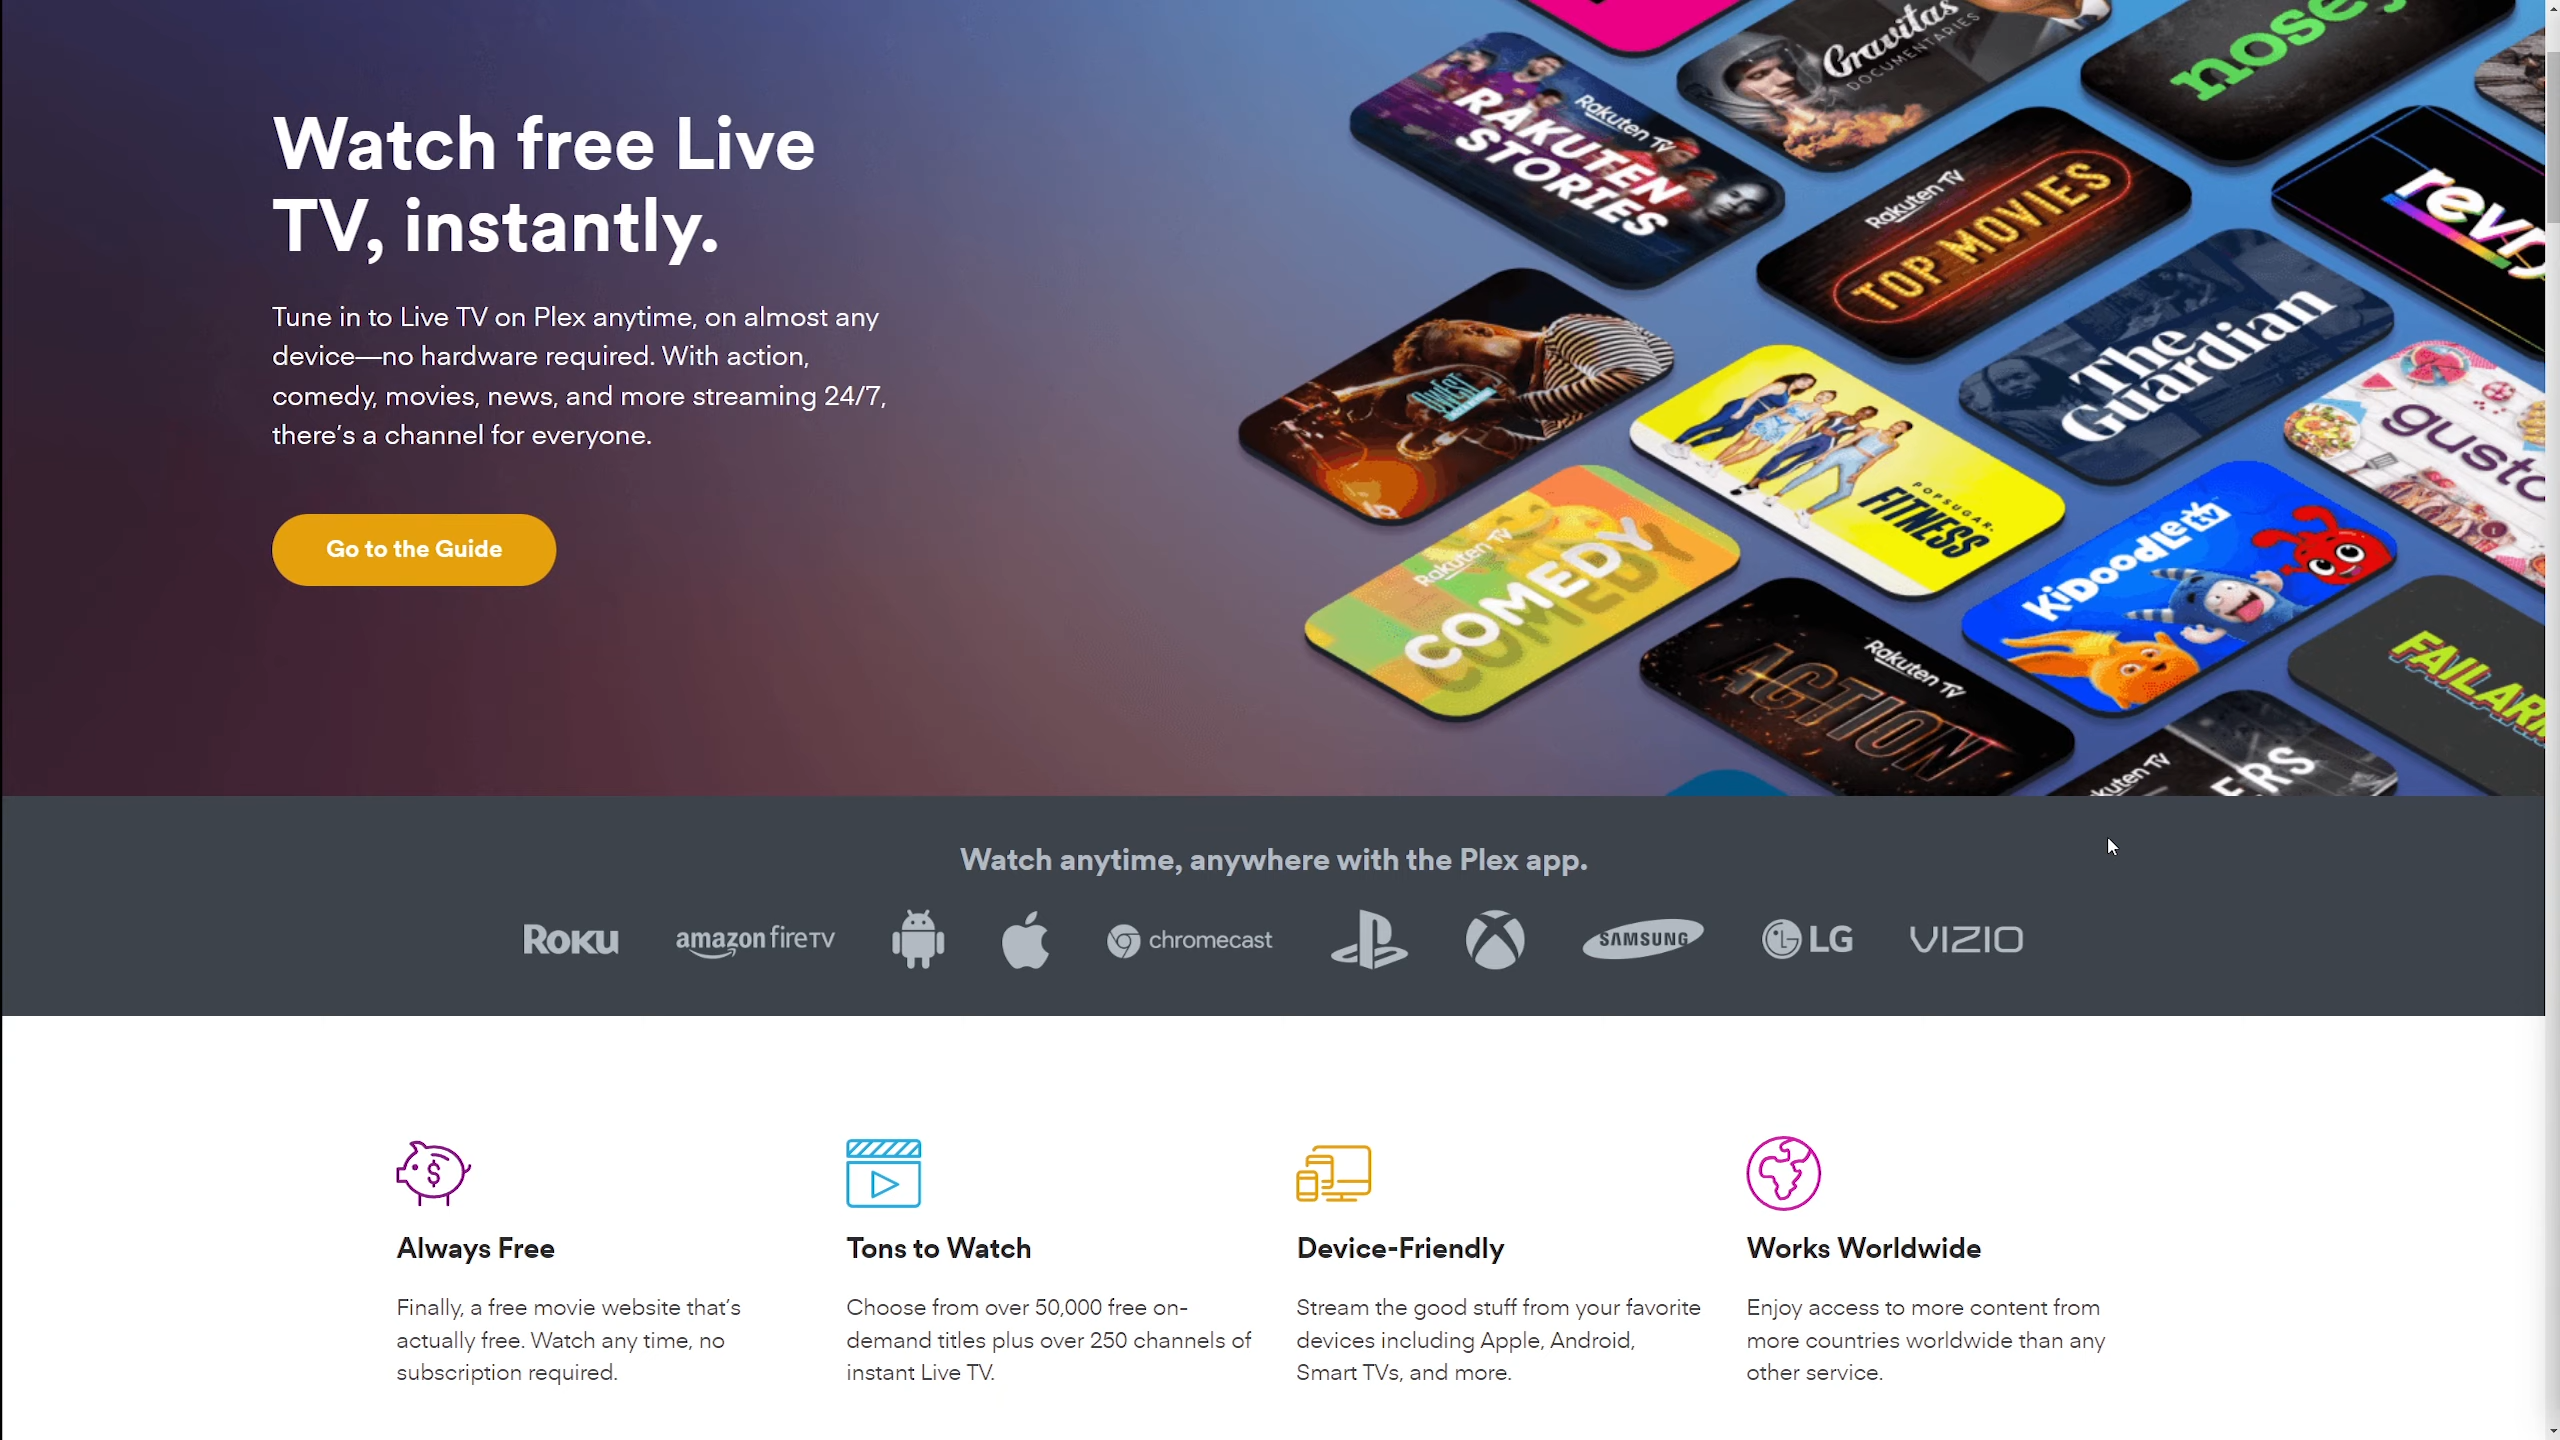 Watch free Live
TV, instantly.
Tune in to Live TV on Plex anytime, on almost any
device—no hardware required. With action,
comedy, movies, news, and more streaming 24/7,
there's a channel for everyone.
Go to the Guide
Gravitas
DOCUMENTARIES
nosey
Rakuten TV
RAKUTEN
STORIES
Rakuten TV
TOP MOVIES
revry
The
Guardian
QWEST
POPSUGAR.
FITNESS
gusto
Rakuten TV
COMEDY
KiDOODLE TV
Rakuten TV
ACTION
FAILARM
kuten TV
ERS
Watch anytime, anywhere with the Plex app.
ROKU
amazon fireTV
chromecast
SAMSUNG
LG
VIZIO
Always Free
Finally, a free movie website that's
actually free. Watch any time, no
subscription required.
Tons to Watch
Choose from over 50,000 free on-
demand titles plus over 250 channels of
instant Live TV.
Device-Friendly
Stream the good stuff from your favorite
devices including Apple, Android,
Smart TVs, and more.
Works Worldwide
Enjoy access to more content from
more countries worldwide than any
other service.